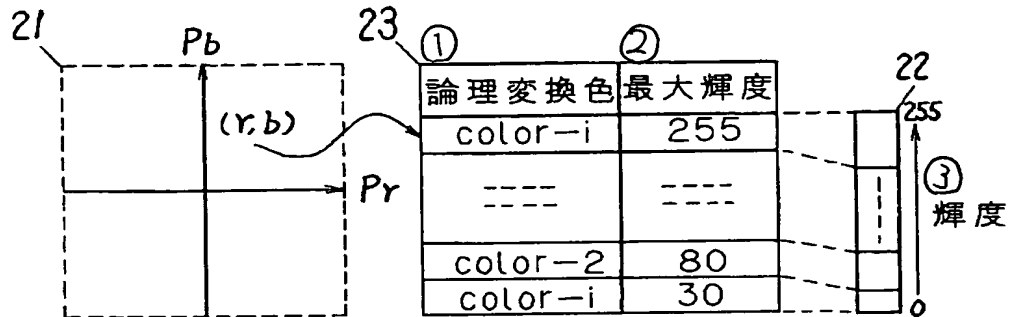 21
Pb
(r, b)
Pr
23
① ②
論理変換色 最大輝度
color-i 255
---- ----
---- ----
color-2 80
color-i 30
22
255
③
輝度
0